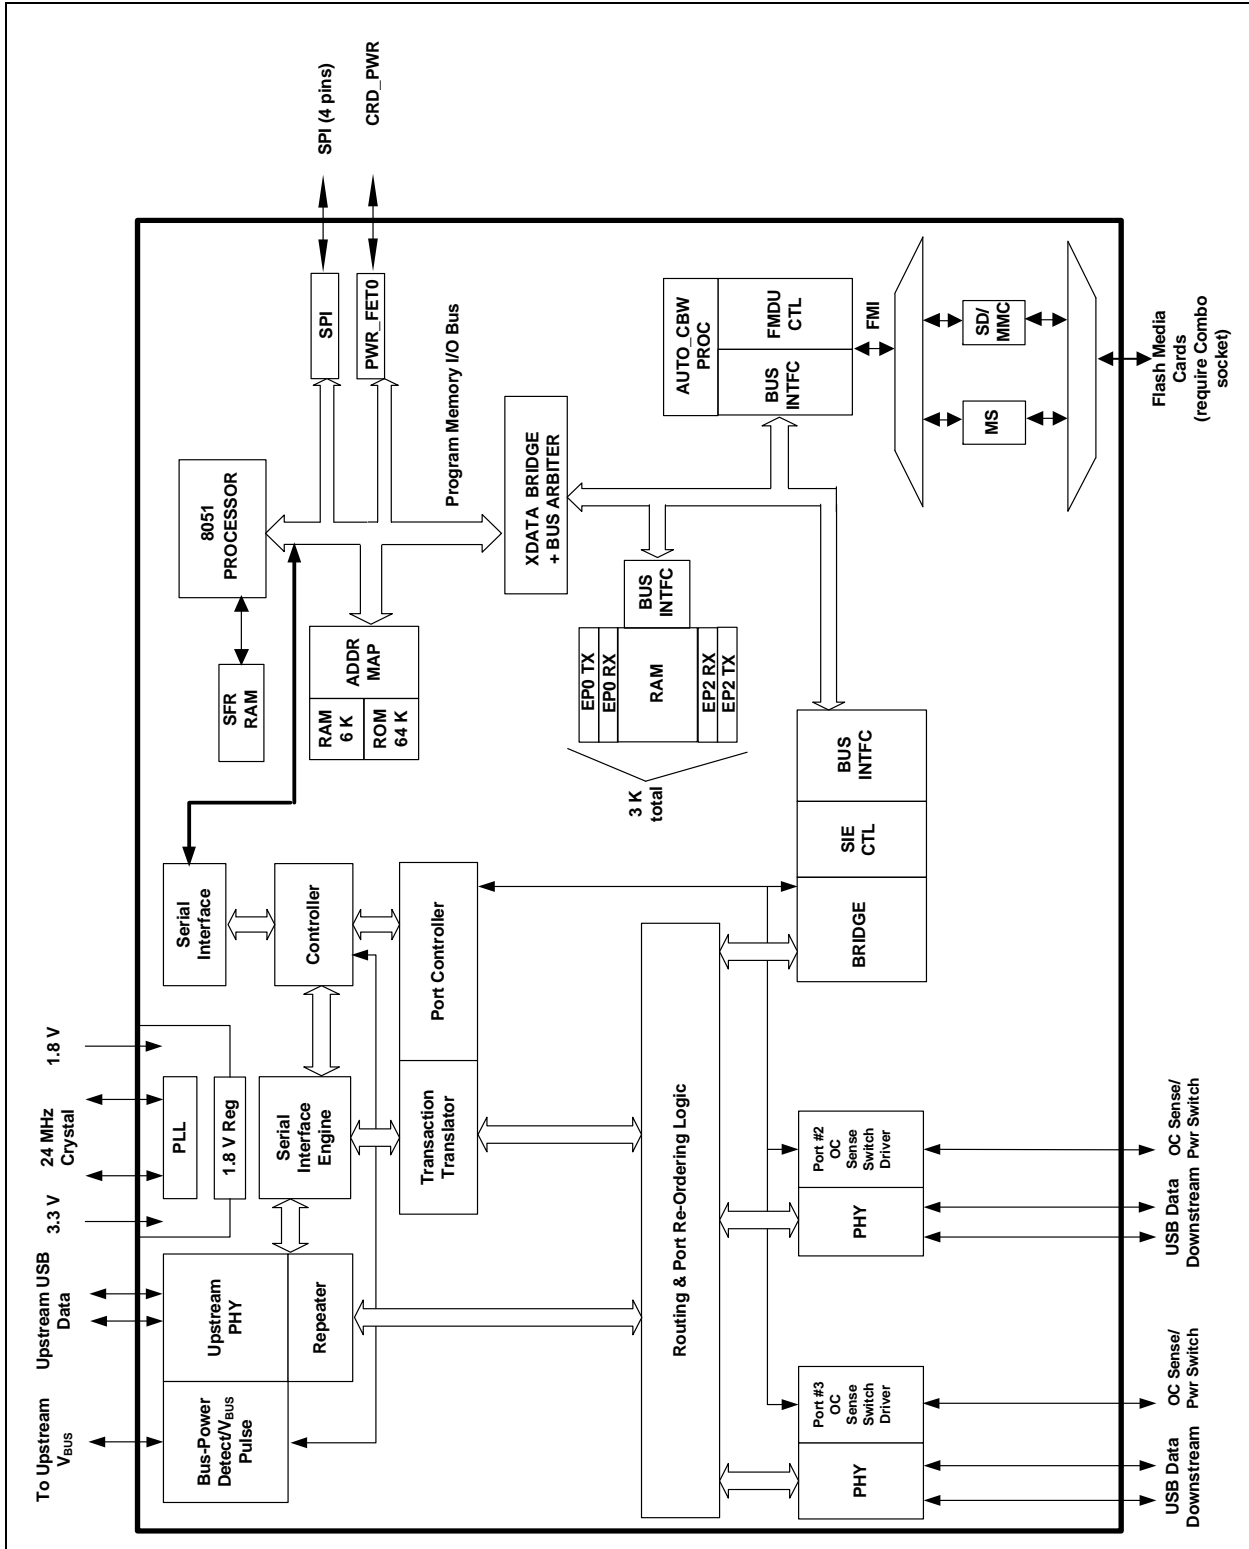 To Upstream
VBUS
Upstream USB
Data
3.3 V
24 MHz
Crystal
1.8 V
Bus-Power
Detect/VBUS
Pulse
Upstream
PHY
Repeater
PLL
1.8 V Reg
Serial
Interface
Engine
Serial
Interface
Controller
Transaction
Translator
Port Controller
SFR
RAM
8051
PROCESSOR
SPI
PWR_FET0
SPI (4 pins)
CRD_PWR
RAM
6 K
ROM
64 K
ADDR
MAP
Program Memory I/O Bus
XDATA BRIDGE
+ BUS ARBITER
3 K
total
EP0 TX
EP0 RX
RAM
EP2 RX
EP2 TX
BUS
INTFC
AUTO_CBW
PROC
BUS
INTFC
FMDU
CTL
FMI
MS
SD/
MMC
Flash Media
Cards
(require Combo
socket)
Routing & Port Re-Ordering Logic
BRIDGE
SIE
CTL
BUS
INTFC
PHY
Port #3
OC
Sense
Switch
Driver
PHY
Port #2
OC
Sense
Switch
Driver
USB Data
Downstream
OC Sense/
Pwr Switch
USB Data
Downstream
OC Sense/
Pwr Switch